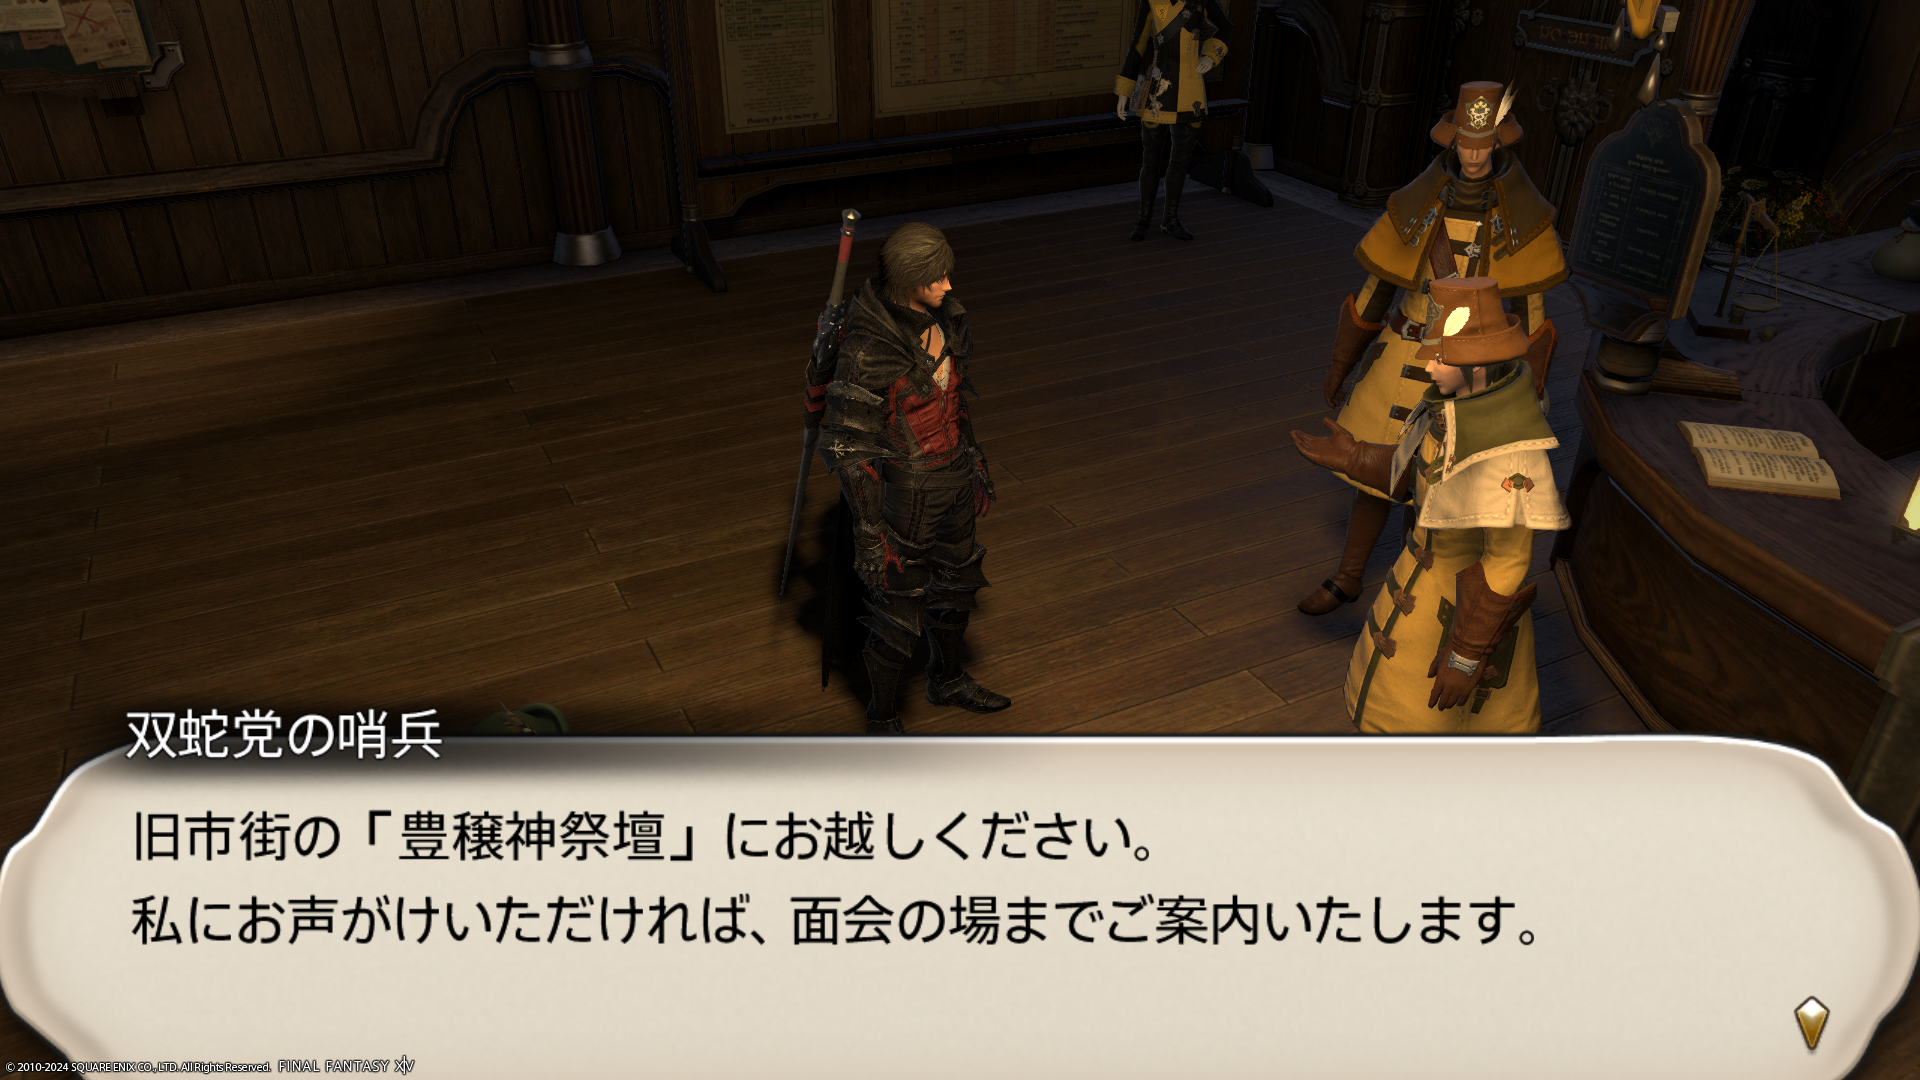 双蛇党の哨兵
旧市街の「豊穣神祭壇」にお越しください。
私にお声がけいただければ、面会の場までご案内いたします。
© 2010-2024 SQUARE ENIX CO., LTD. All Rights Reserved. FINAL FANTASY XIV